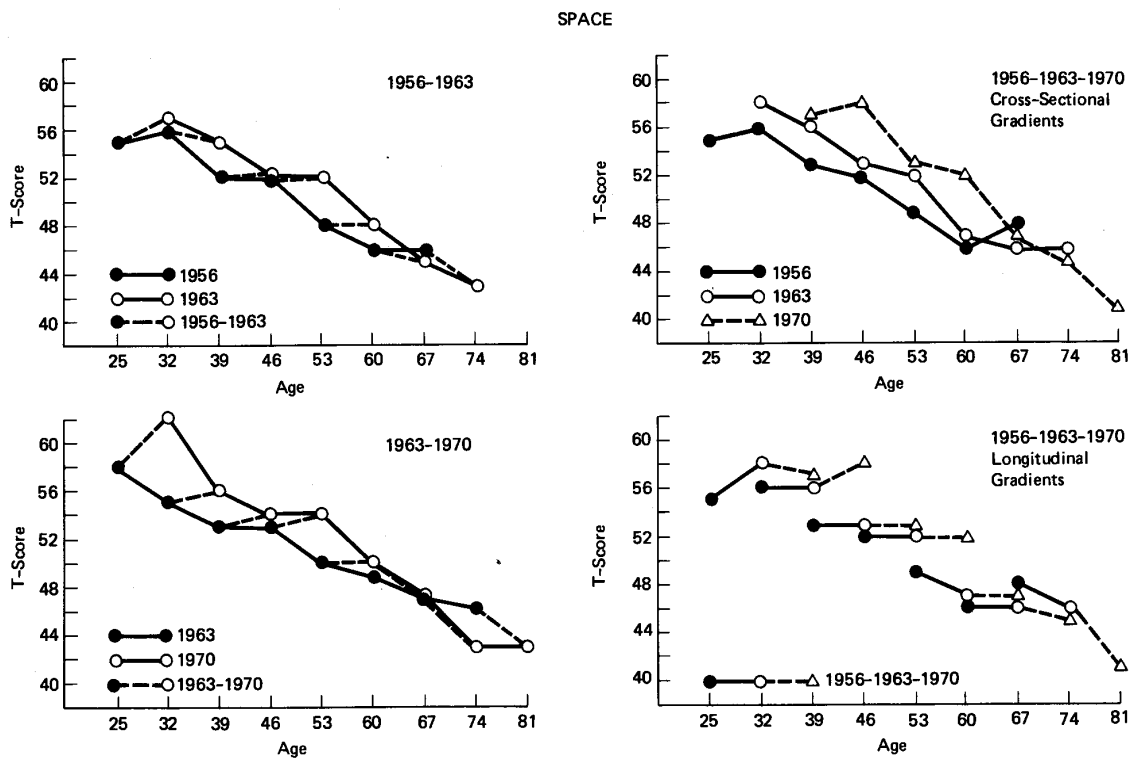 SPACE
1956–1963
60
56
52
48
44
40
T–Score
1956
1963
1956–1963
25 32 39 46 53 60 67 74 81
Age
1956–1963–1970
Cross–Sectional
Gradients
60
56
52
48
44
40
T–Score
1956
1963
1970
25 32 39 46 53 60 67 74 81
Age
1963–1970
60
56
52
48
44
40
T–Score
1963
1970
1963–1970
25 32 39 46 53 60 67 74 81
Age
1956–1963–1970
Longitudinal
Gradients
60
56
52
48
44
40
T–Score
1956–1963–1970
25 32 39 46 53 60 67 74 81
Age